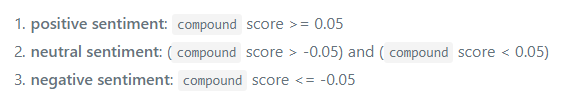 1. positive sentiment: compound score >= 0.05
2. neutral sentiment: ( compound score > -0.05) and ( compound score < 0.05)
3. negative sentiment: compound score <= -0.05